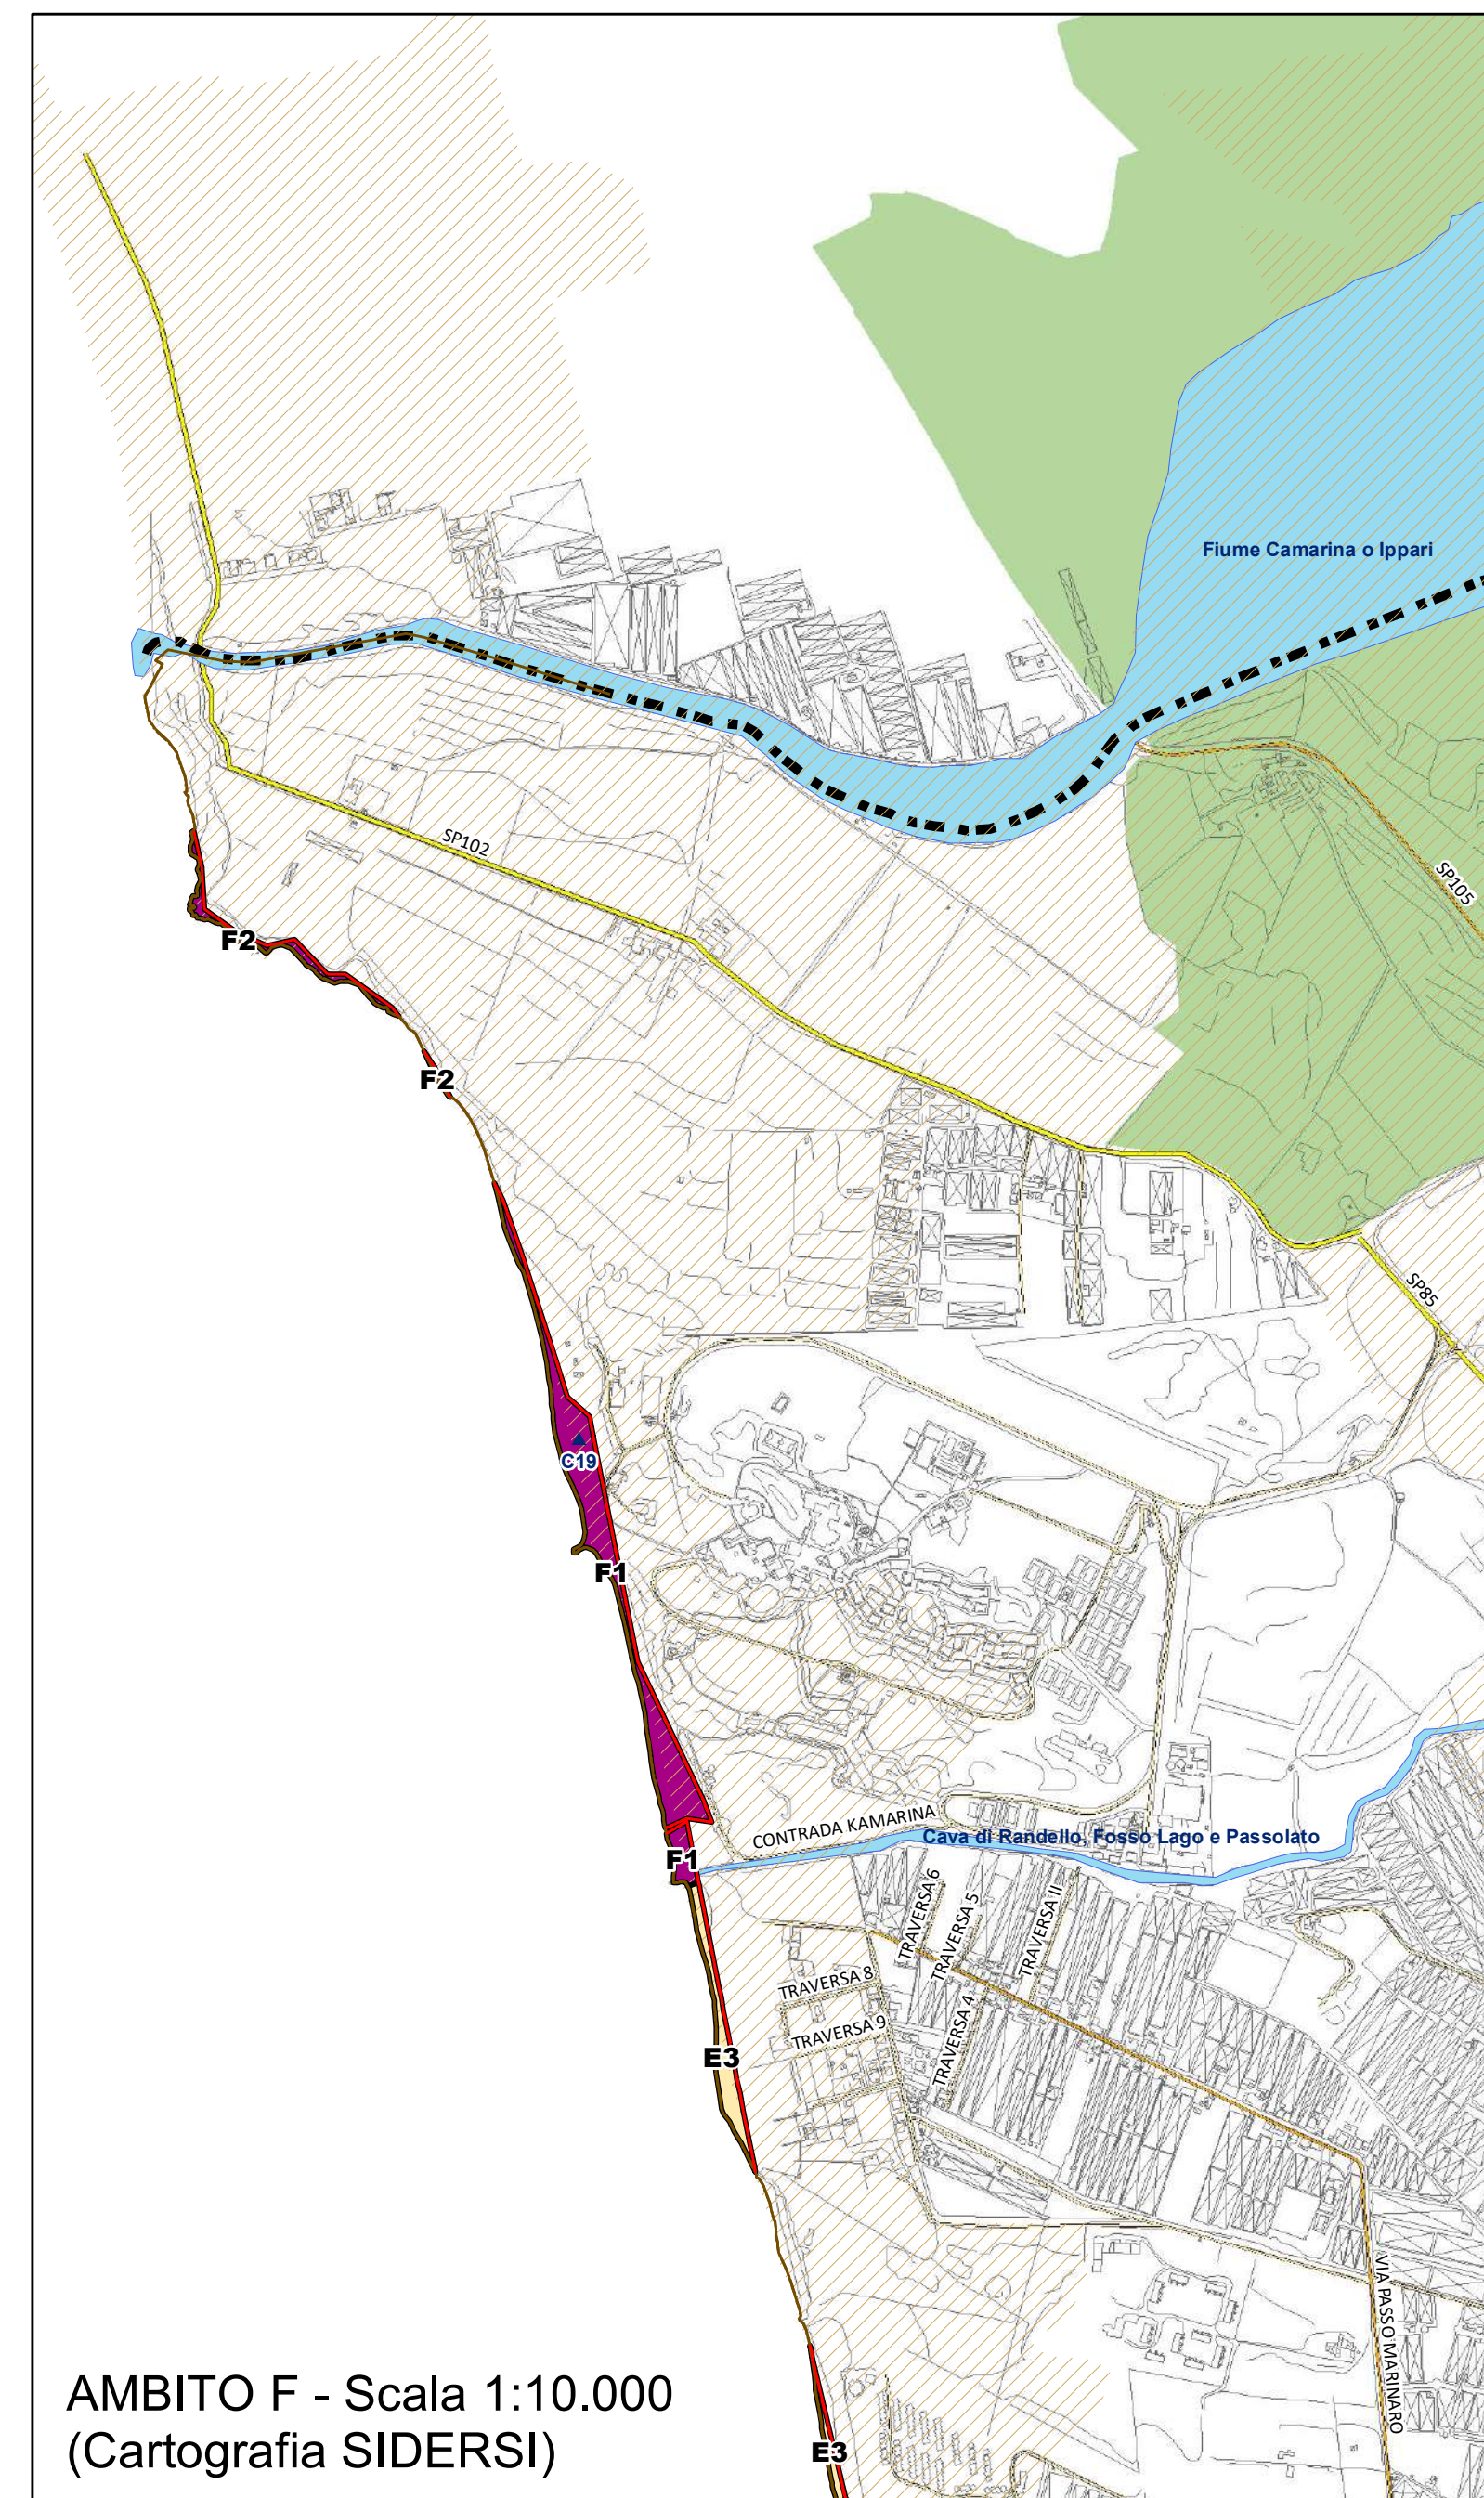 Fiume Camarina o Ippari
SP102
SP105
F2
F2
SP85
C19
F1
CONTRADA KAMARINA
Cava di Randello, Fosso Lago e Passolato
F1
TRAVERSA 6
TRAVERSA 5
TRAVERSA II
TRAVERSA 8
TRAVERSA 9
TRAVERSA 4
E3
VIA PASSO MARINARO
AMBITO F - Scala 1:10.000
(Cartografia SIDERSI)
E3